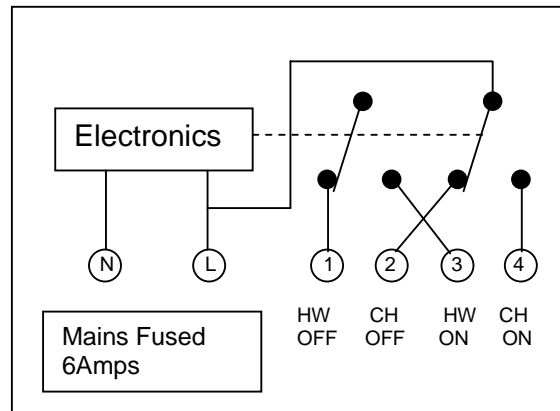 Electronics
N L 1 2 3 4
HW CH HW CH
OFF OFF ON ON
Mains Fused
6Amps